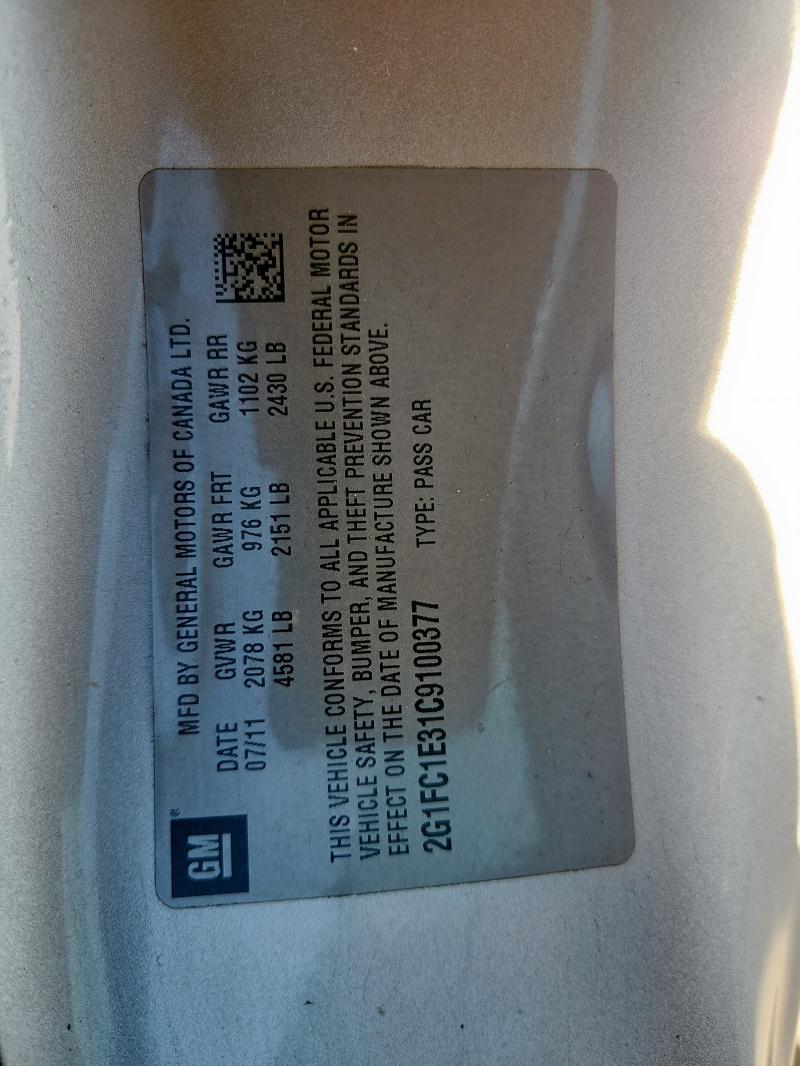 GM®
MFD BY GENERAL MOTORS OF CANADA LTD.
DATE GVWR GAWR FRT GAWR RR
07/11 2078 KG 976 KG 1102 KG
4581 LB 2151 LB 2430 LB
THIS VEHICLE CONFORMS TO ALL APPLICABLE U.S. FEDERAL MOTOR
VEHICLE SAFETY, BUMPER, AND THEFT PREVENTION STANDARDS IN
EFFECT ON THE DATE OF MANUFACTURE SHOWN ABOVE.
2G1FC1E31C9100377 TYPE: PASS CAR